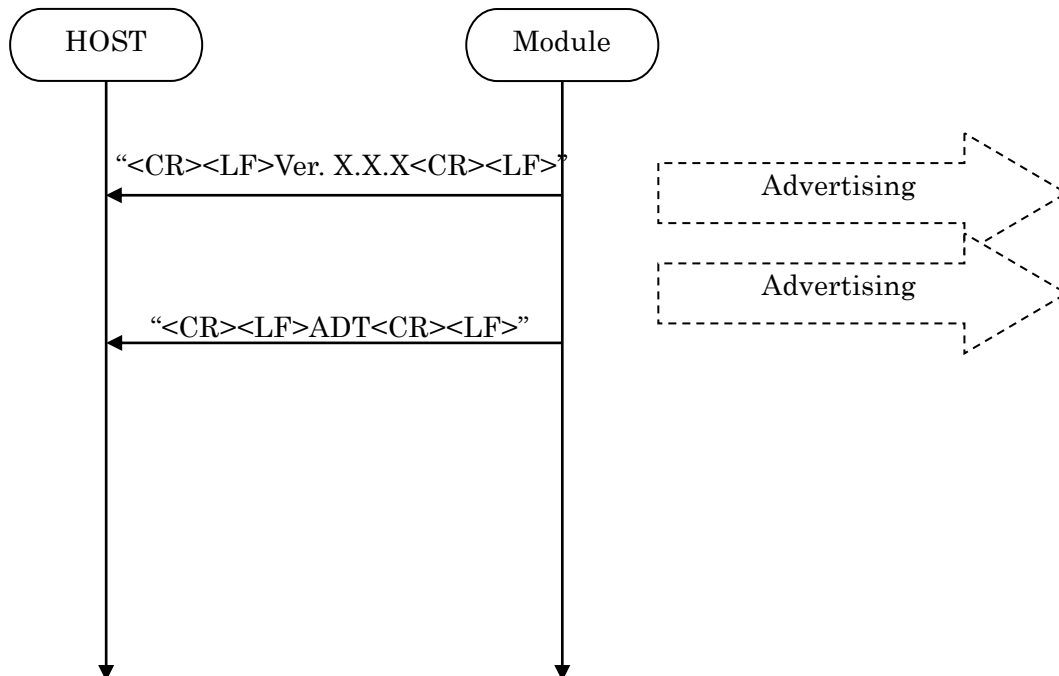 HOST
Module
“<CR><LF>Ver. X.X.X<CR><LF>”
Advertising
Advertising
“<CR><LF>ADT<CR><LF>”